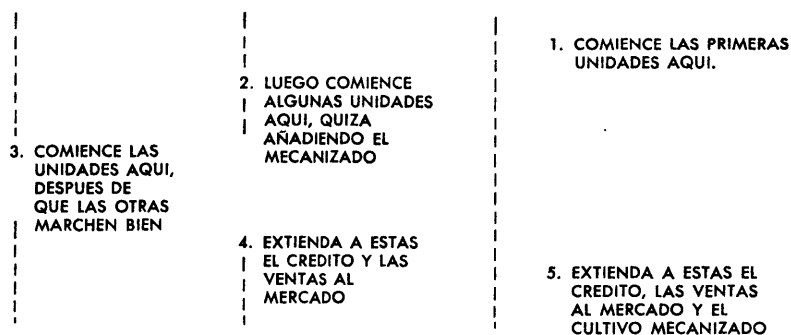 1. COMIENCE LAS PRIMERAS
UNIDADES AQUI.
2. LUEGO COMIENCE
ALGUNAS UNIDADES
AQUI, QUIZA
AÑADIENDO EL
MECANIZADO
3. COMIENCE LAS
UNIDADES AQUI,
DESPUES DE
QUE LAS OTRAS
MARCHEN BIEN
4. EXTIENDA A ESTAS
EL CREDITO Y LAS
VENTAS AL
MERCADO
5. EXTIENDA A ESTAS EL
CREDITO, LAS VENTAS
AL MERCADO Y EL
CULTIVO MECANIZADO